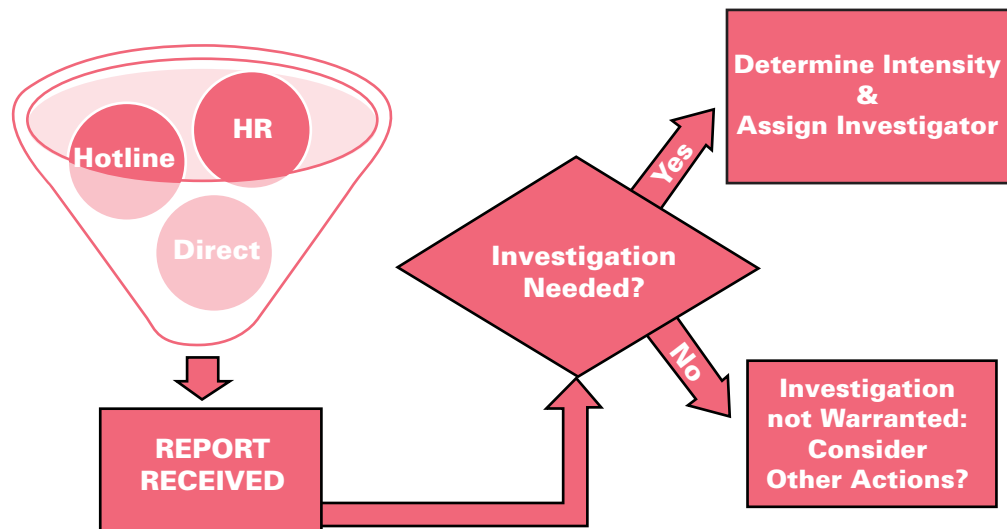 HR
Hotline
Direct
REPORT
RECEIVED
Investigation
Needed?
Yes
Determine Intensity
&
Assign Investigator
No
Investigation
not Warranted:
Consider
Other Actions?